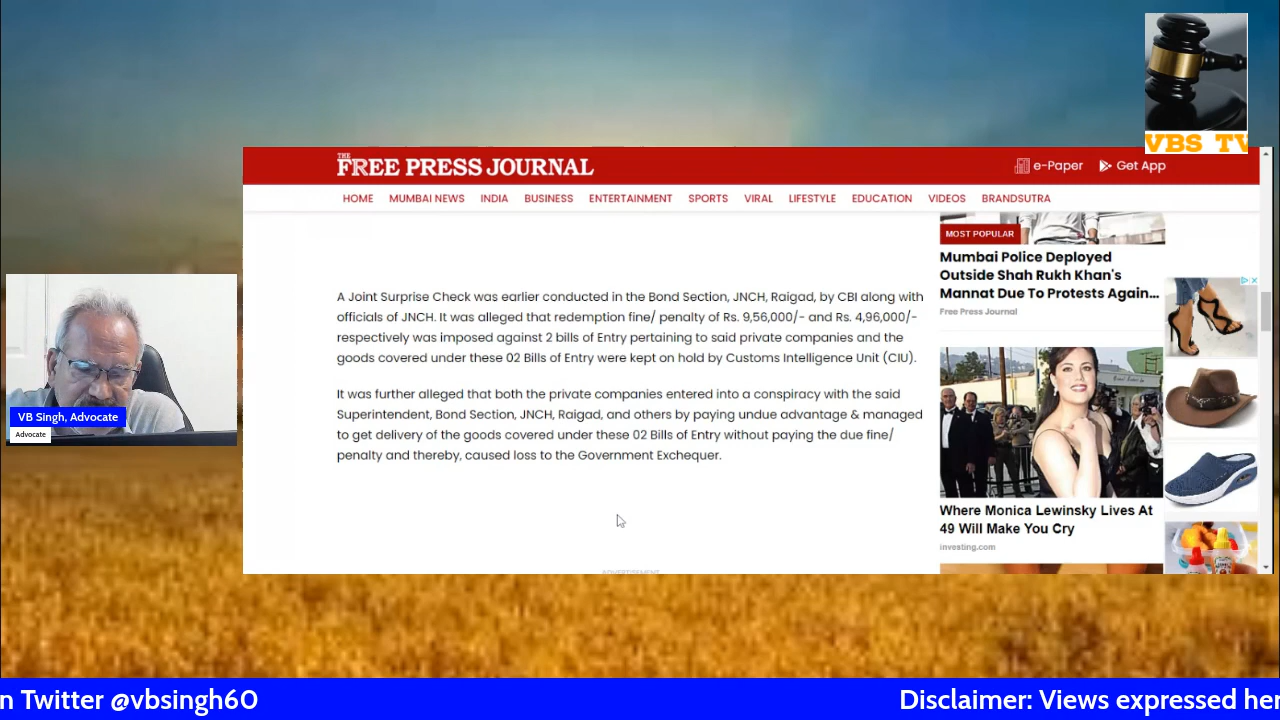 VBS TV
THE
FREE PRESS JOURNAL
e-Paper
Get App
HOME MUMBAI NEWS INDIA BUSINESS ENTERTAINMENT SPORTS VIRAL LIFESTYLE EDUCATION VIDEOS BRANDSUTRA
A Joint Surprise Check was earlier conducted in the Bond Section, JNCH, Raigad, by CBI along with
officials of JNCH. It was alleged that redemption fine/ penalty of Rs. 9,56,000/- and Rs. 4,96,000/-
respectively was imposed against 2 bills of Entry pertaining to said private companies and the
goods covered under these 02 Bills of Entry were kept on hold by Customs Intelligence Unit (CIU).
It was further alleged that both the private companies entered into a conspiracy with the said
Superintendent, Bond Section, JNCH, Raigad, and others by paying undue advantage & managed
to get delivery of the goods covered under these 02 Bills of Entry without paying the due fine/
penalty and thereby, caused loss to the Government Exchequer.
ADVERTISEMENT
MOST POPULAR
Mumbai Police Deployed
Outside Shah Rukh Khan's
Mannat Due To Protests Again...
Free Press Journal
Where Monica Lewinsky Lives At
49 Will Make You Cry
investing.com
VB Singh, Advocate
Advocate
n Twitter @vbsingh60
Disclaimer: Views expressed her